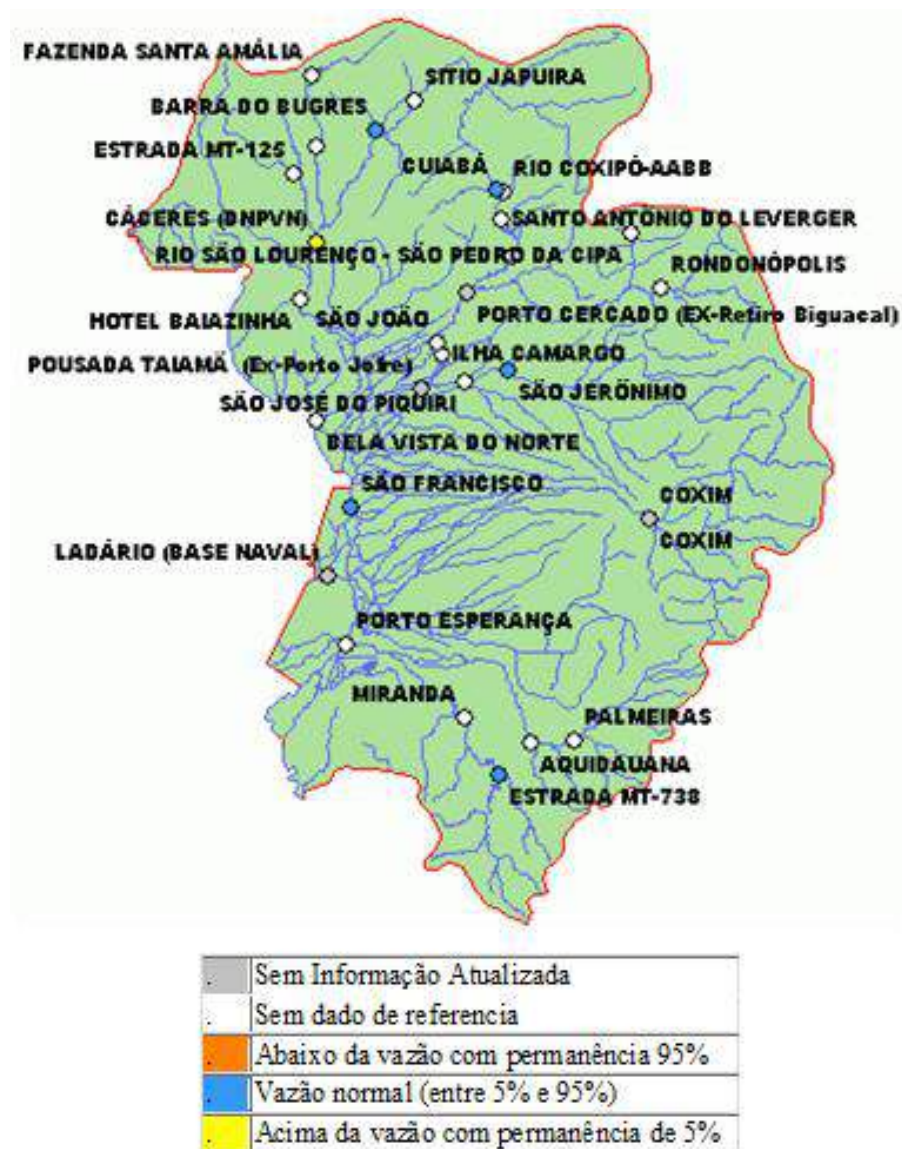 FAZENDA SANTA AMÁLIA
SITIO JAPUIRA
BARRA DO BUGRES
ESTRADA MT-125
CUIABÁ
RIO COXIPÓ-AABB
CÁCERES (DNPVN)
SANTO ANTÔNIO DO LEVERGER
RIO SÃO LOURENÇO - SÃO PEDRO DA CIPA
RONDONÓPOLIS
HOTEL BAIAZINHA
SÃO JOÃO
PORTO CERCADO (EX-Retiro Biguacal)
POUSADA TAIAMÃ (Ex-Porto Jofre)
ILHA CAMARGO
SÃO JERÔNIMO
SÃO JOSÉ DO PIQUIRI
BELA VISTA DO NORTE
SÃO FRANCISCO
COXIM
COXIM
LADÁRIO (BASE NAVAL)
PORTO ESPERANÇA
MIRANDA
PALMEIRAS
AQUIDAUANA
ESTRADA MT-738
. Sem Informação Atualizada
. Sem dado de referencia
. Abaixo da vazão com permanência 95%
. Vazão normal (entre 5% e 95%)
. Acima da vazão com permanência de 5%